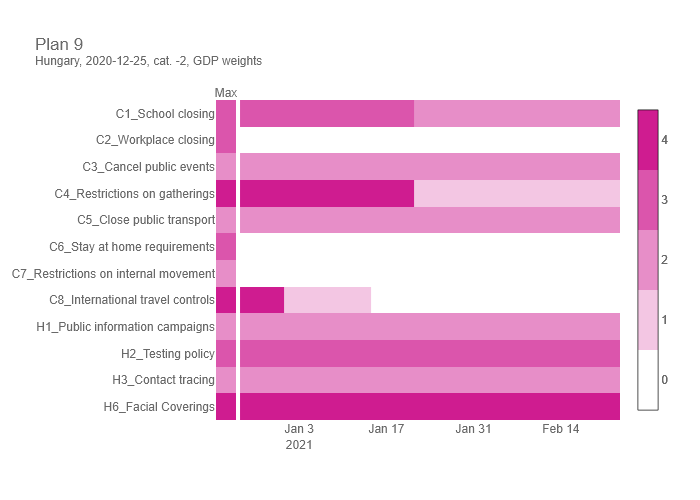 Plan 9
Hungary, 2020-12-25, cat. -2, GDP weights
Max
C1_School closing
C2_Workplace closing
C3_Cancel public events
C4_Restrictions on gatherings
C5_Close public transport
C6_Stay at home requirements
C7_Restrictions on internal movement
C8_International travel controls
H1_Public information campaigns
H2_Testing policy
H3_Contact tracing
H6_Facial Coverings
Jan 3 Jan 17 Jan 31 Feb 14
2021
4
3
2
1
0